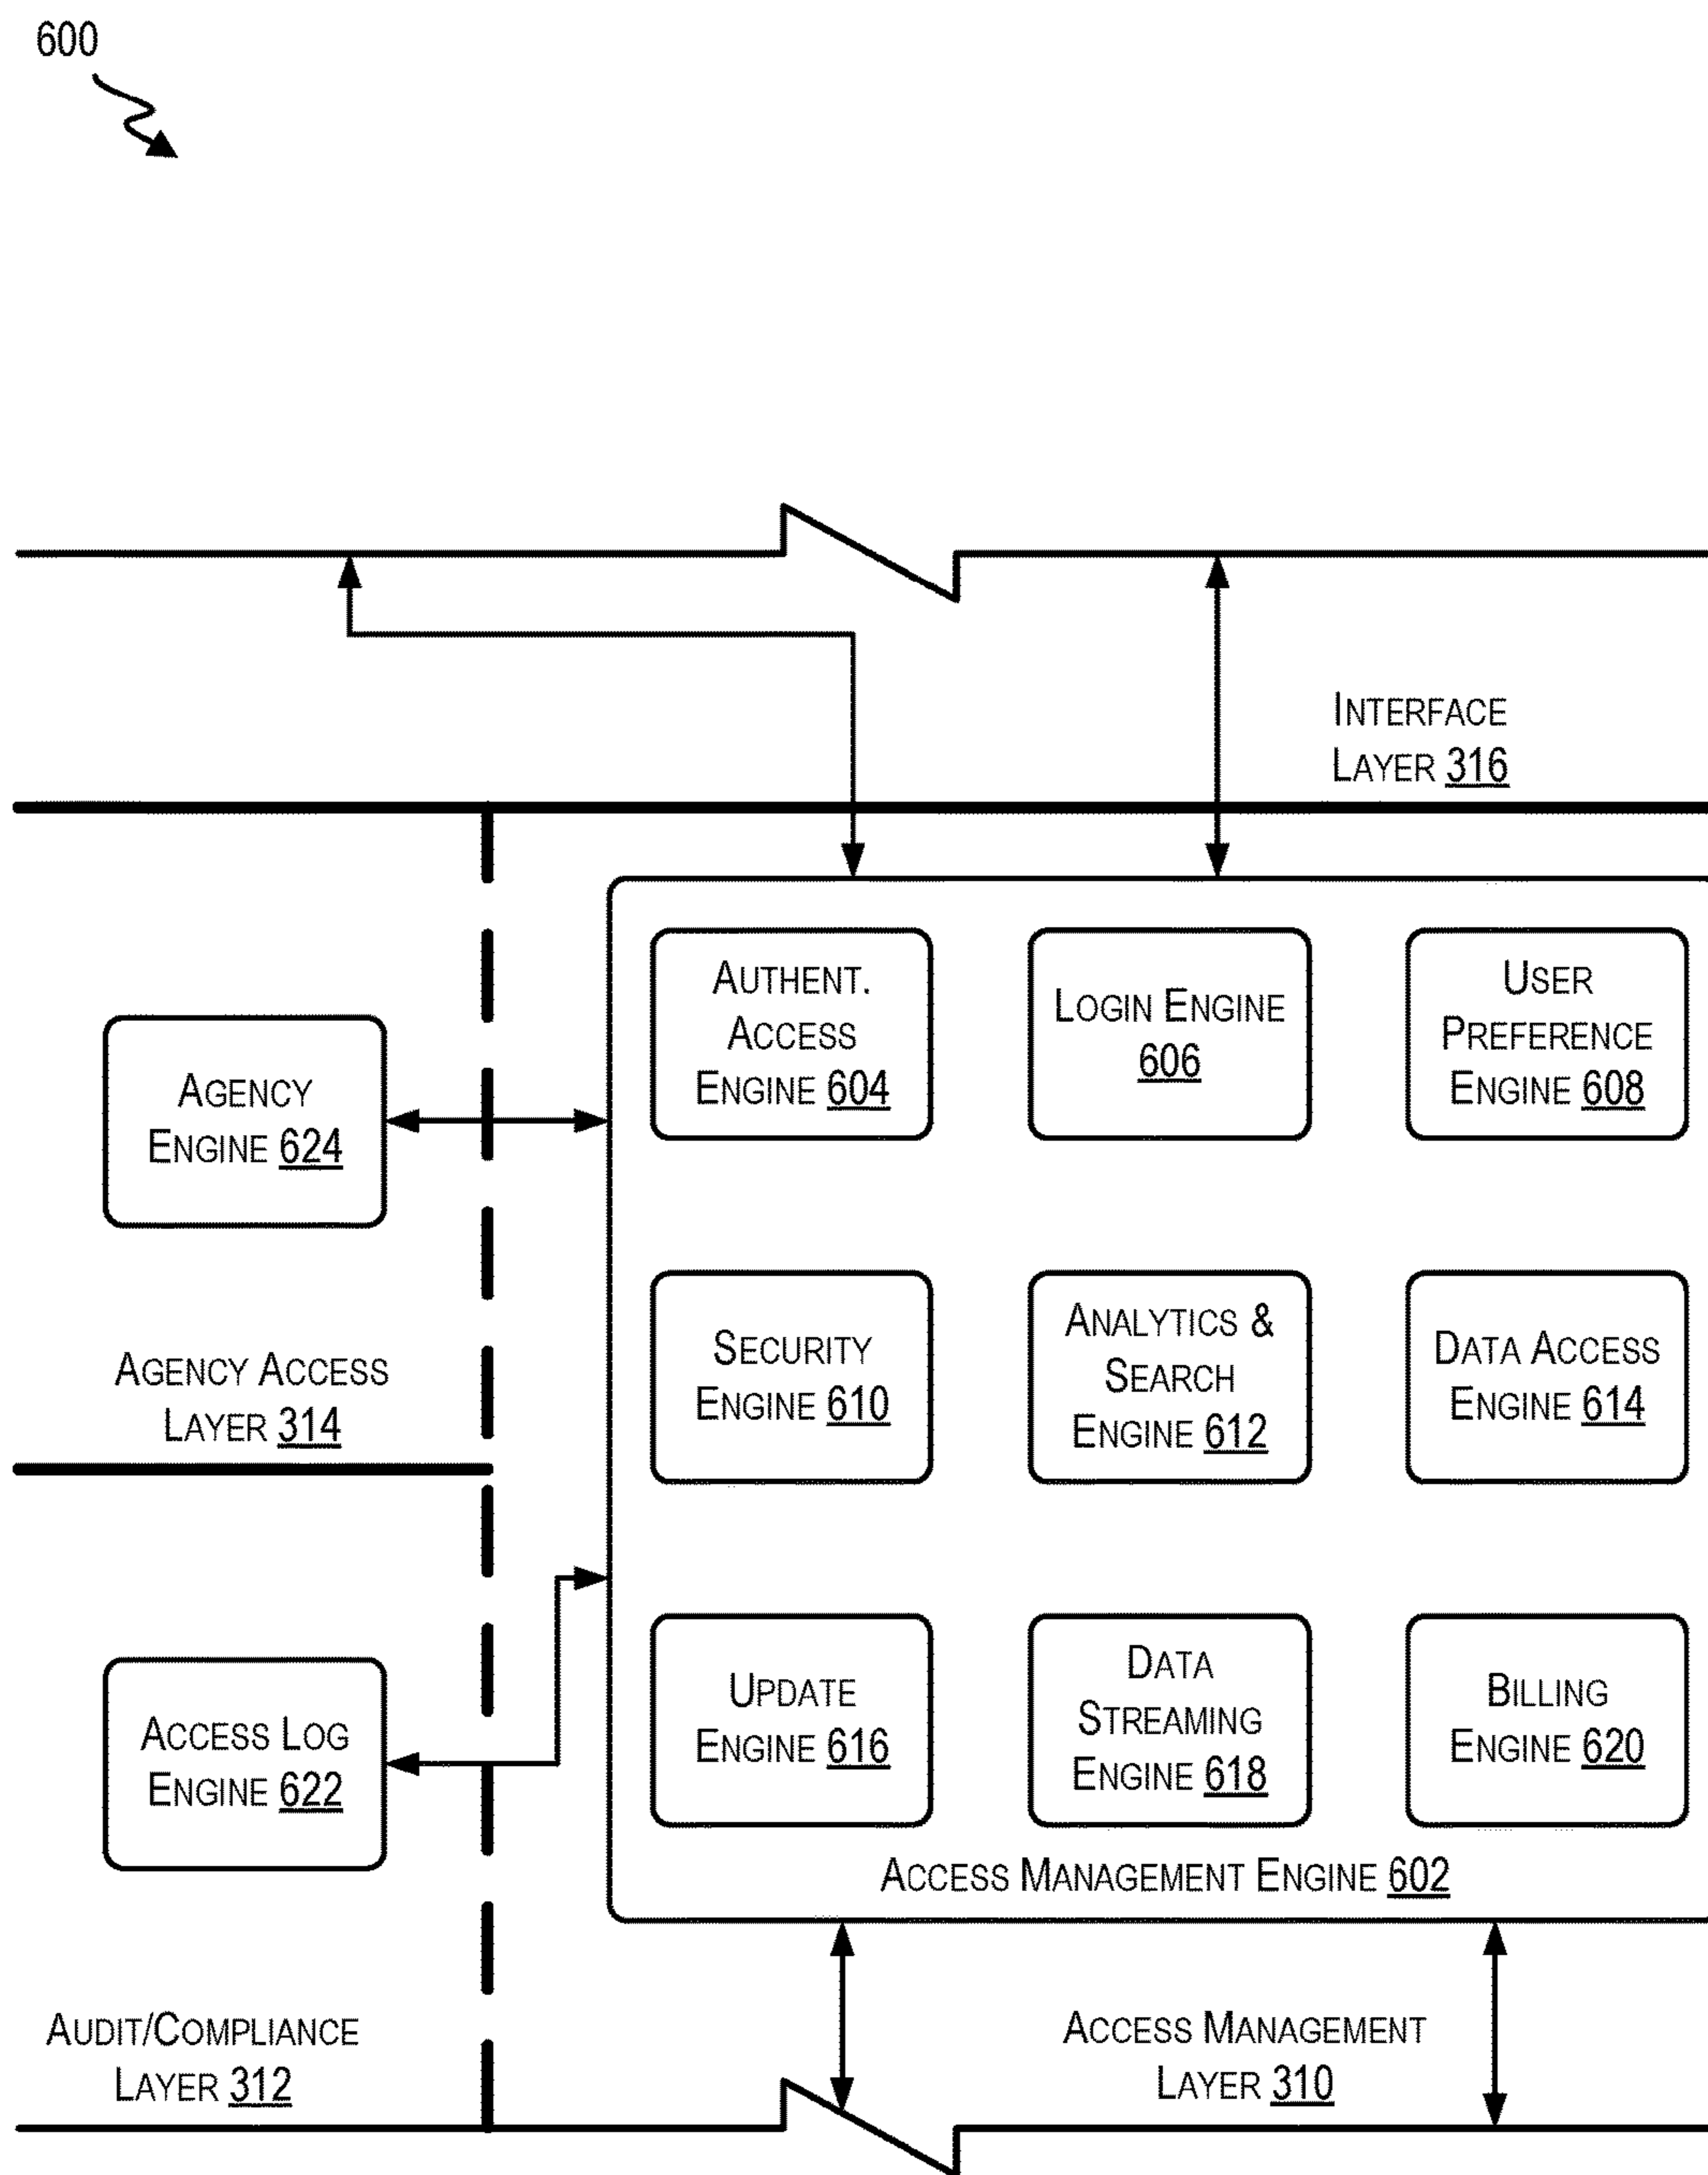 600
INTERFACE
LAYER 316
AUTHENT.
ACCESS
ENGINE 604
LOGIN ENGINE
606
USER
PREFERENCE
ENGINE 608
AGENCY
ENGINE 624
SECURITY
ENGINE 610
ANALYTICS &
SEARCH
ENGINE 612
DATA ACCESS
ENGINE 614
AGENCY ACCESS
LAYER 314
UPDATE
ENGINE 616
DATA
STREAMING
ENGINE 618
BILLING
ENGINE 620
ACCESS LOG
ENGINE 622
ACCESS MANAGEMENT ENGINE 602
AUDIT/COMPLIANCE
LAYER 312
ACCESS MANAGEMENT
LAYER 310